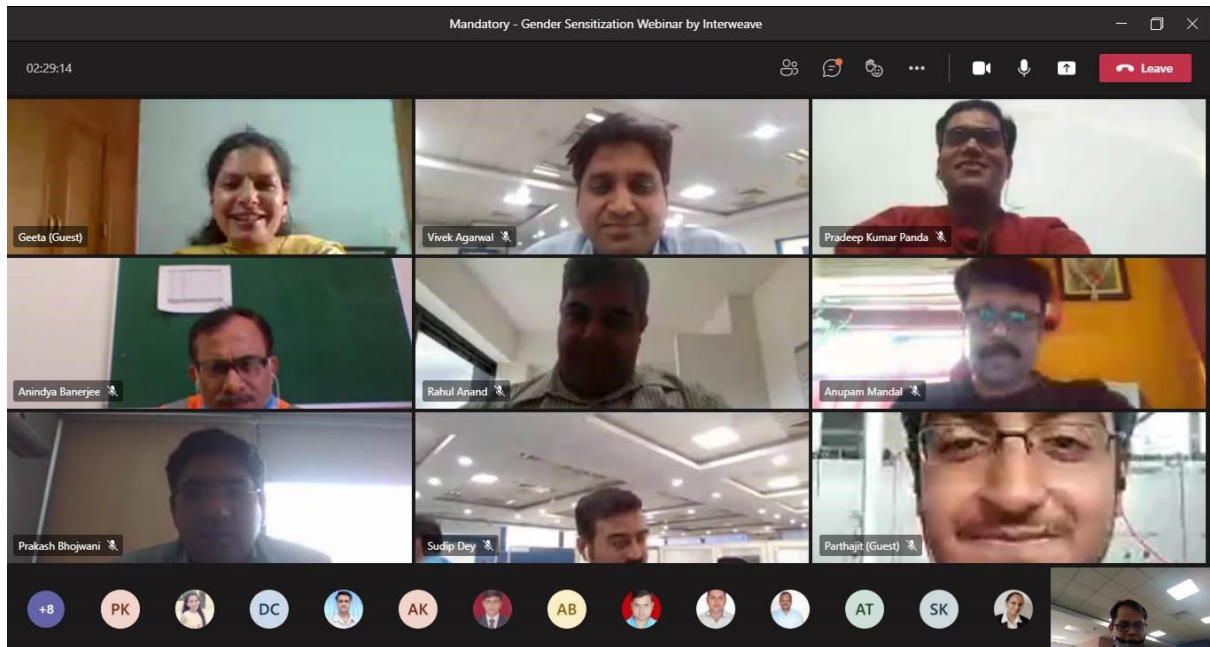 Mandatory - Gender Sensitization Webinar by Interweave
02:29:14
Leave
Geeta (Guest)
Vivek Agarwal
Pradeep Kumar Panda
Anindya Banerjee
Rahul Anand
Anupam Mandal
Prakash Bhojwani
Sudip Dey
Parthajit (Guest)
+8
PK
DC
AK
AB
AT
SK